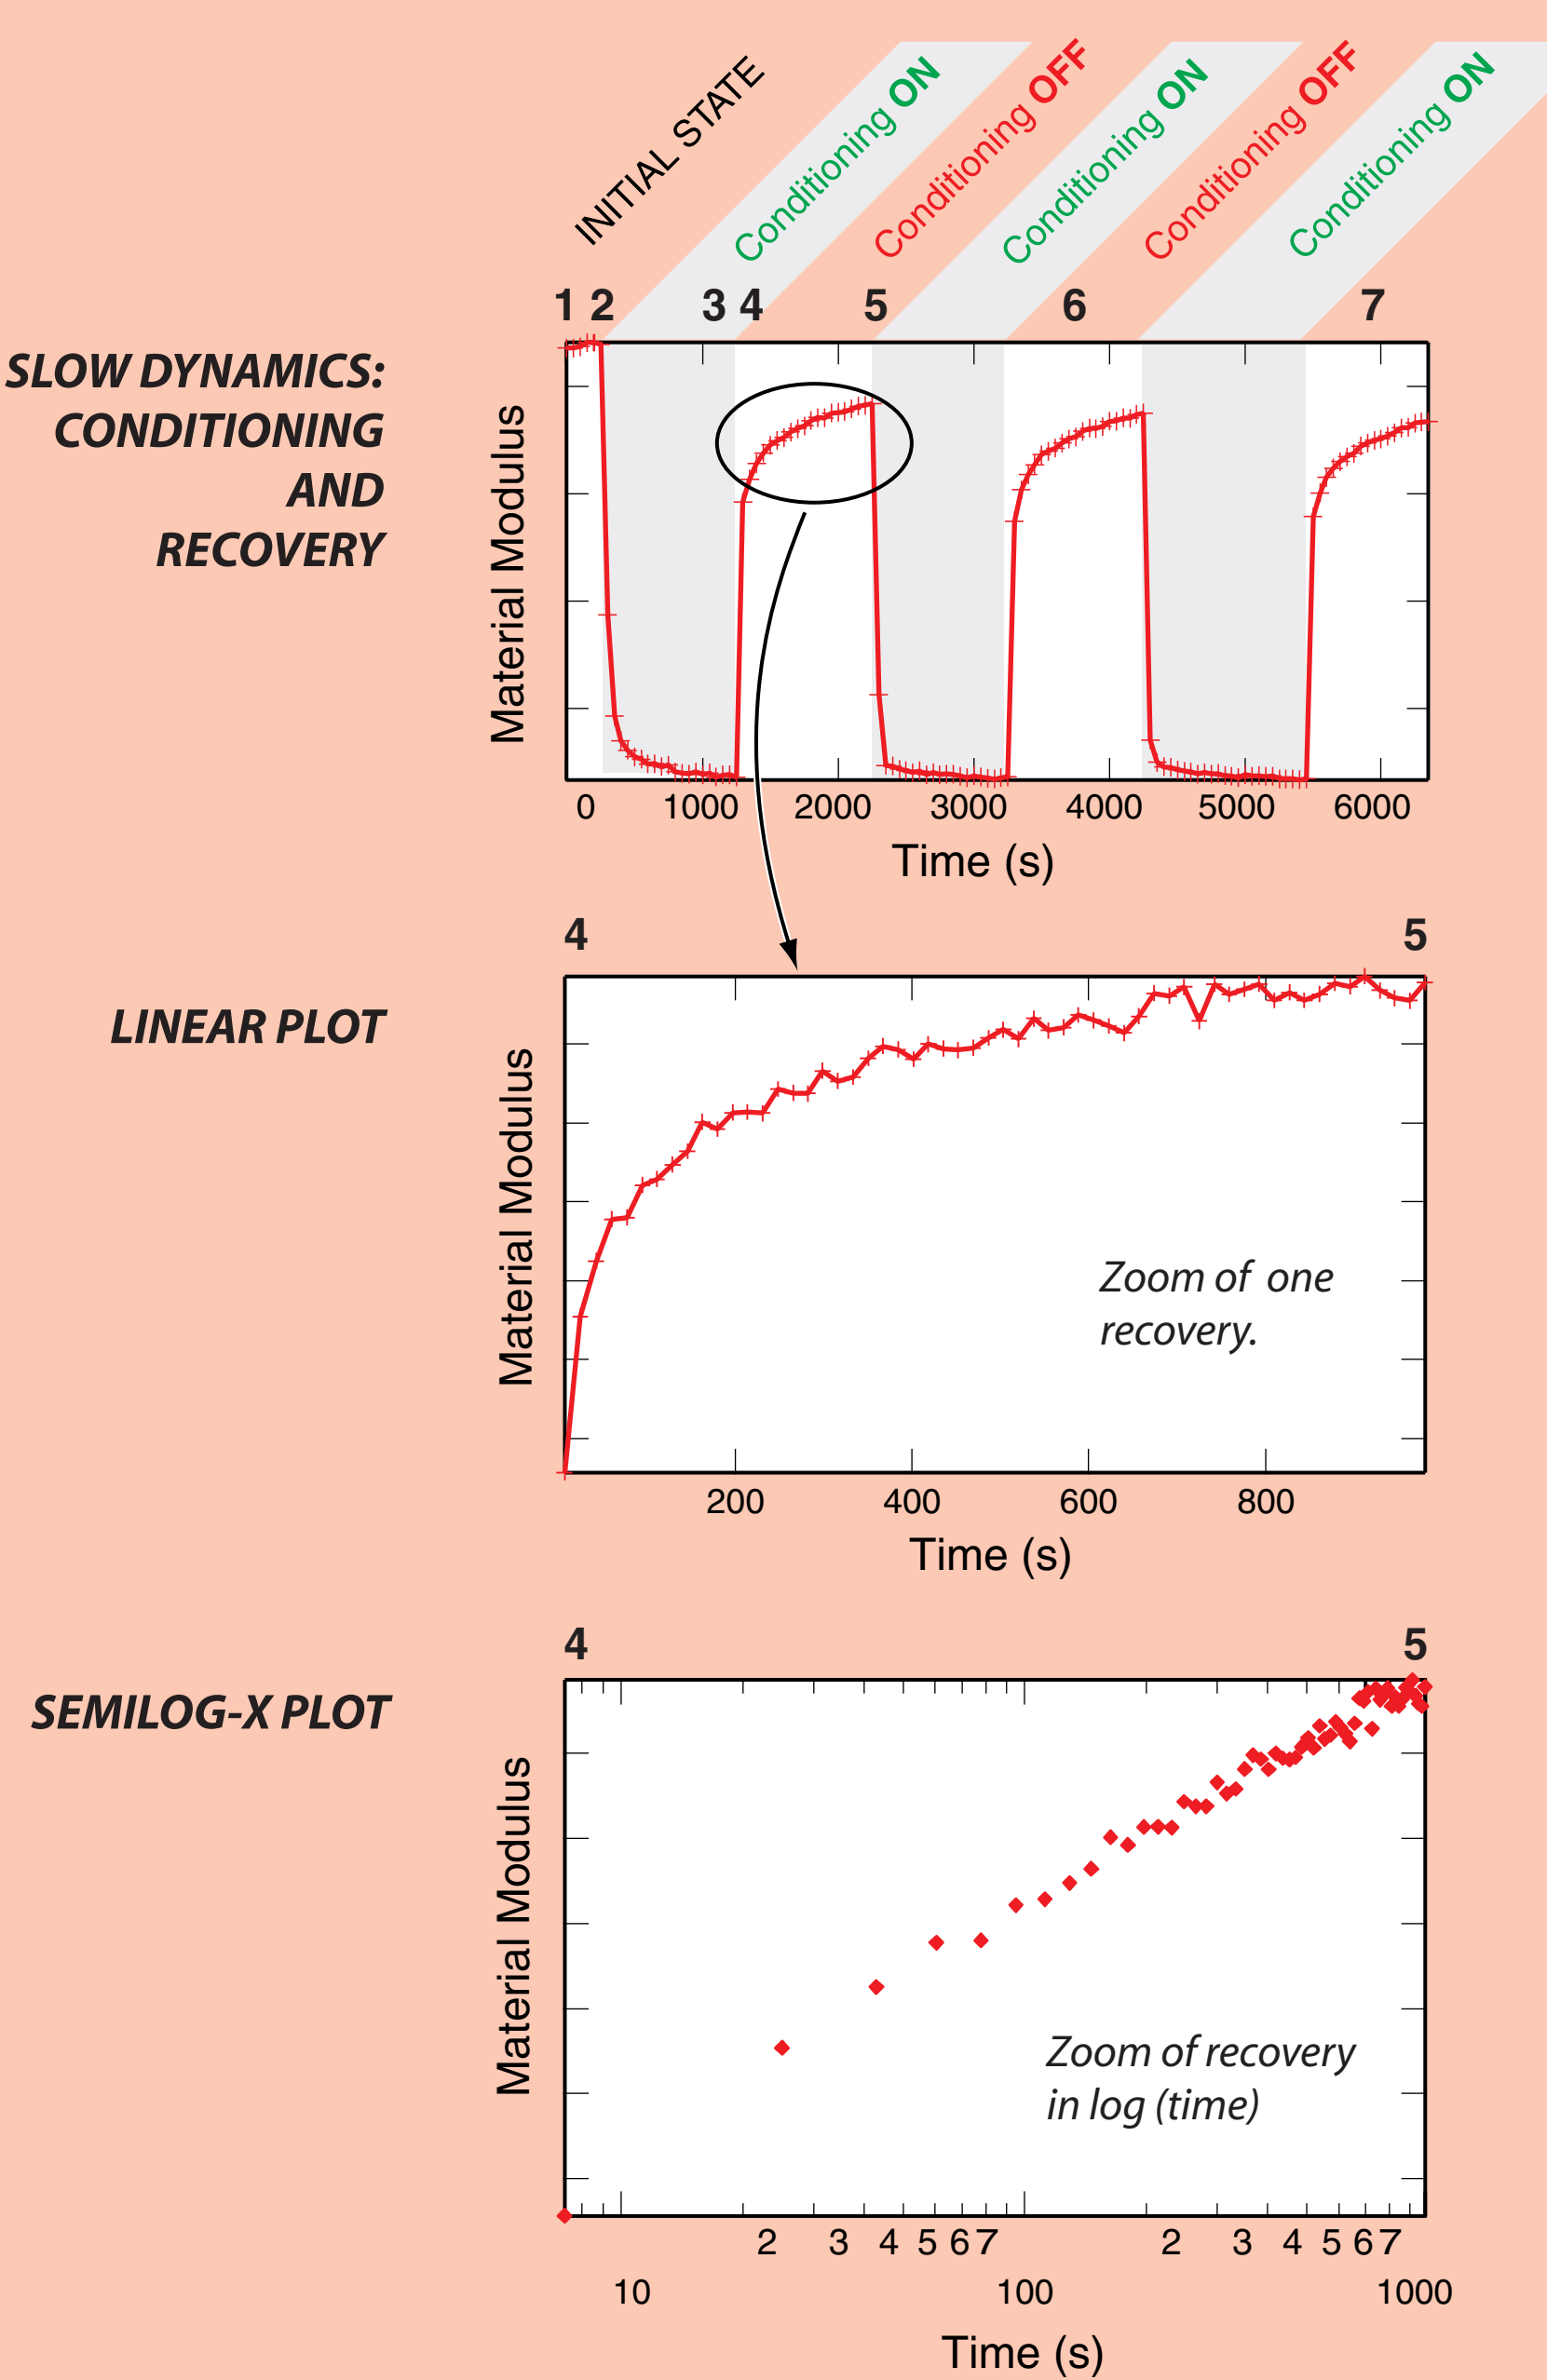 INITIAL STATE
Conditioning ON
Conditioning OFF
Conditioning ON
Conditioning OFF
Conditioning ON
1 2 3 4 5 6 7
SLOW DYNAMICS:
CONDITIONING
AND
RECOVERY
Material Modulus
0 1000 2000 3000 4000 5000 6000
Time (s)
4 5
LINEAR PLOT
Material Modulus
Zoom of one
recovery.
200 400 600 800
Time (s)
4 5
SEMILOG-X PLOT
Material Modulus
Zoom of recovery
in log (time)
2 3 4 5 6 7 2 3 4 5 6 7
10 100 1000
Time (s)